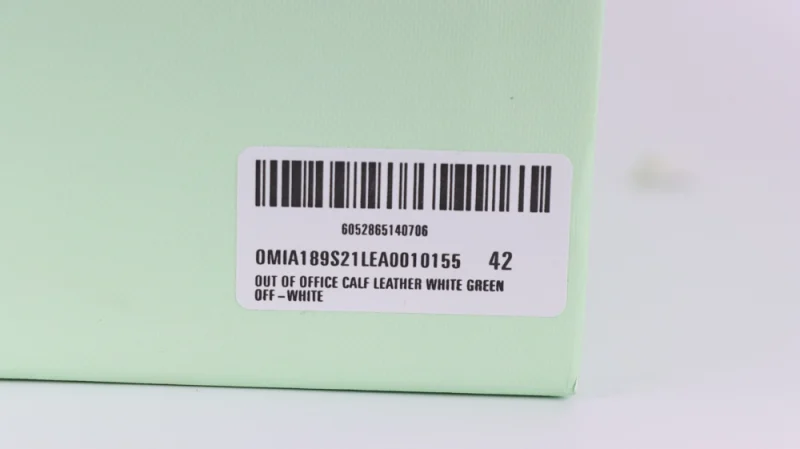 6052865140706
OMIA189S21LEA0010155 42
OUT OF OFFICE CALF LEATHER WHITE GREEN
OFF-WHITE